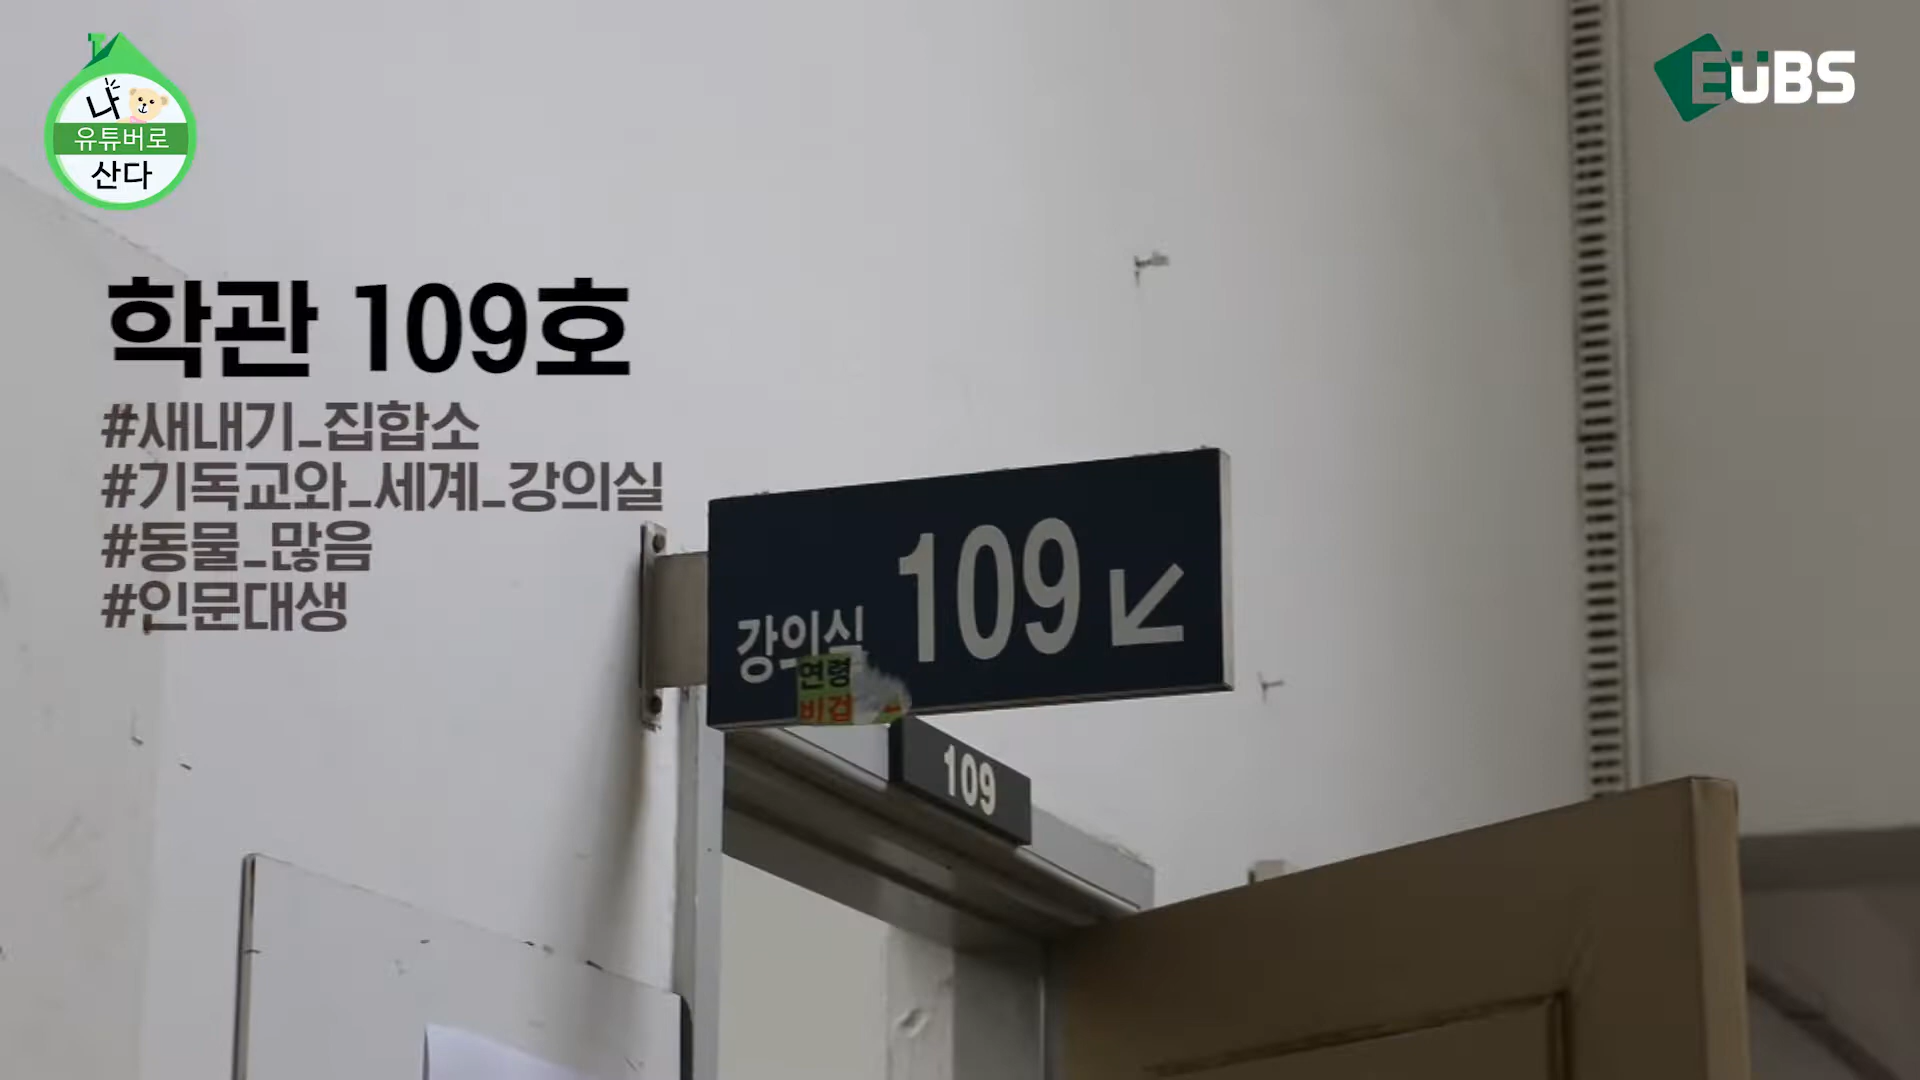 나
유튜버로
산다
EUBS
학관 109호
#새내기_집합소
#기독교와_세계_강의실
#동물_많음
#인문대생
강의실 109
연령
비겁
109